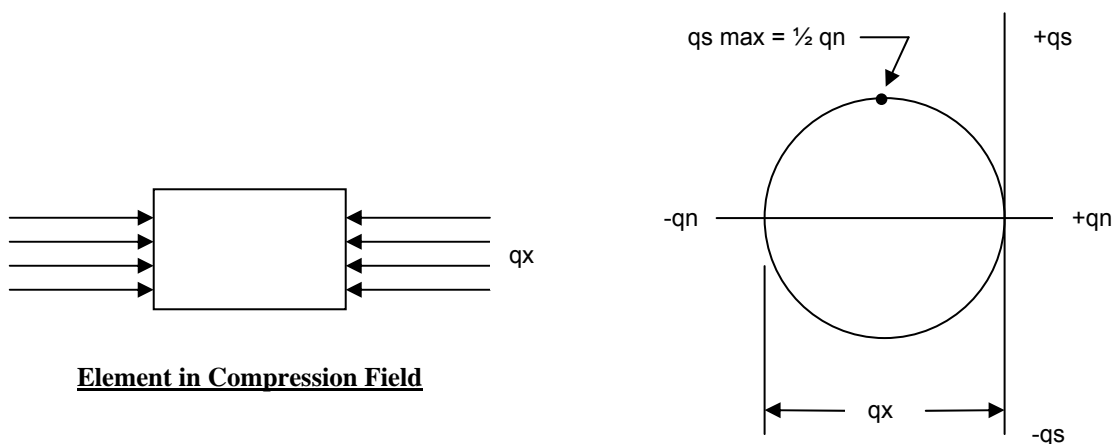 qs max = ½ qn
+qs
-qn
+qn
qx
Element in Compression Field
qx
-qs